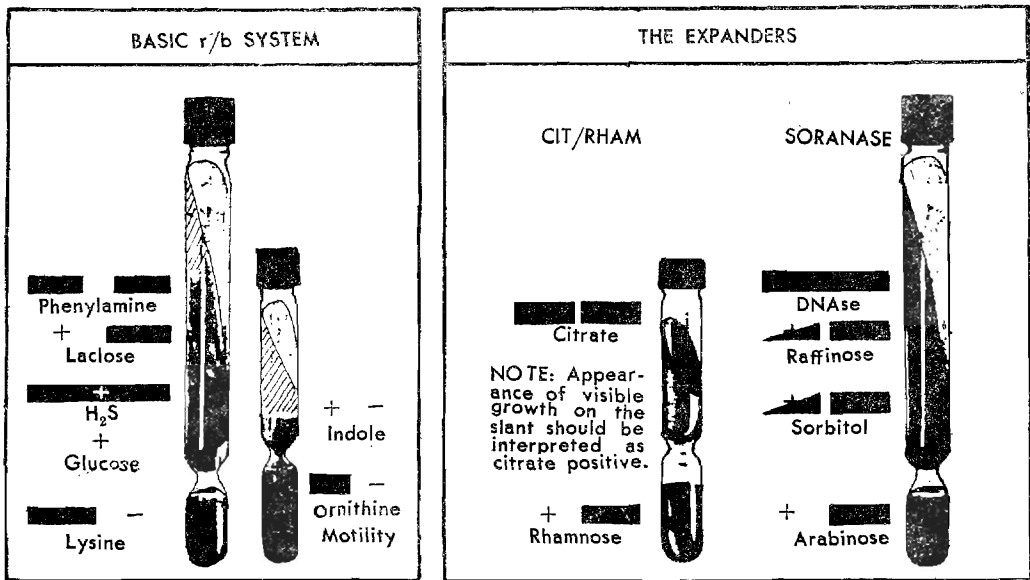 BASIC r/b SYSTEM
Phenylamine
+
Laclose
+
H₂S
+
Glucose
-
Lysine
+ -
Indole
-
Ornithine
Motility
THE EXPANDERS
CIT/RHAM
Citrate
NOTE: Appear-
ance of visible
growth on the
slant should be
interpreted as
citrate positive.
+
Rhamnose
SORANASE
DNAse
+
Raffinose
+
Sorbitol
+
Arabinose